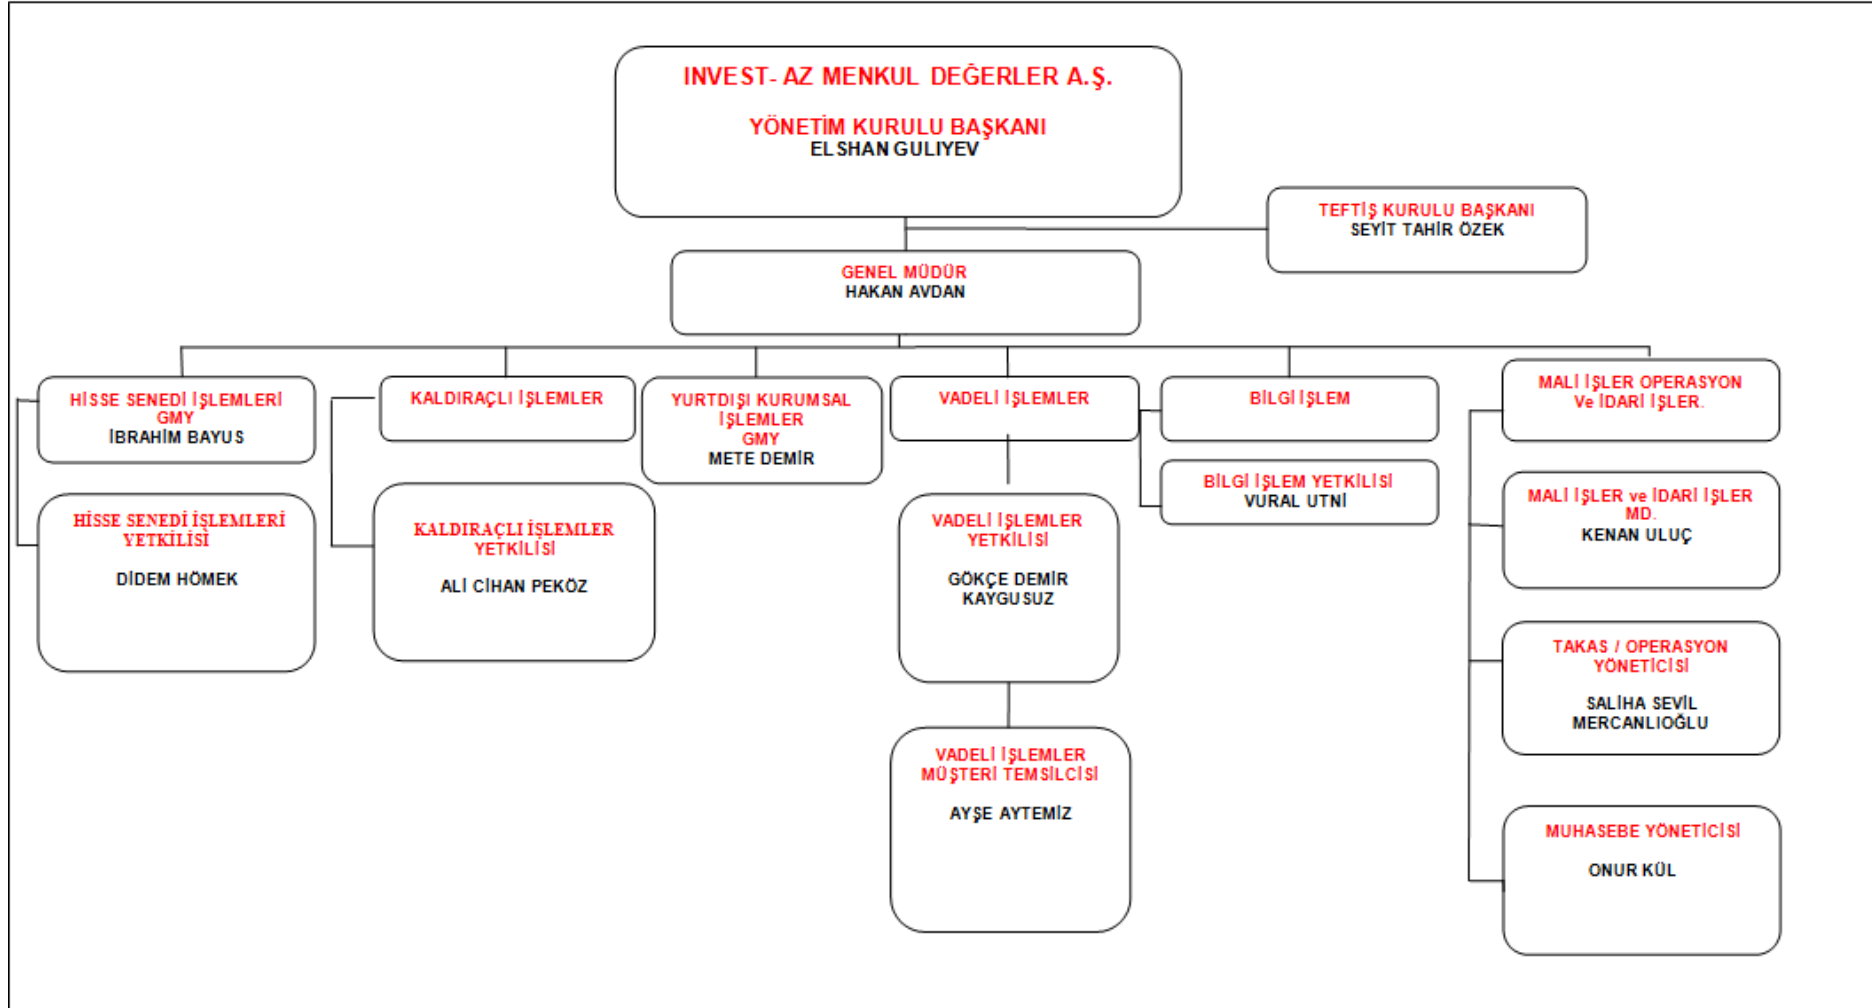 INVEST- AZ MENKUL DEĞERLER A.Ş.
YÖNETİM KURULU BAŞKANI
ELSHAN GULIYEV
TEFTİŞ KURULU BAŞKANI
SEYİT TAHİR ÖZEK
GENEL MÜDÜR
HAKAN AVDAN
HİSSE SENEDİ İŞLEMLERİ
GMY
İBRAHİM BAYUS
KALDIRAÇLI İŞLEMLER
YURTDIŞI KURUMSAL
İŞLEMLER
GMY
METE DEMİR
VADELİ İŞLEMLER
BİLGİ İŞLEM
MALİ İŞLER OPERASYON
Ve İDARİ İŞLER.
HİSSE SENEDİ İŞLEMLERİ
YETKİLİSİ
DİDEM HÖMEK
KALDIRAÇLI İŞLEMLER
YETKİLİSİ
ALİ CİHAN PEKÖZ
VADELİ İŞLEMLER
YETKİLİSİ
GÖKÇE DEMİR
KAYGUSUZ
BİLGİ İŞLEM YETKİLİSİ
VURAL UTNİ
MALİ İŞLER ve İDARİ İŞLER
MD.
KENAN ULUÇ
TAKAS / OPERASYON
YÖNETİCİSİ
SALİHA SEVİL
MERCANLIOĞLU
VADELİ İŞLEMLER
MÜŞTERİ TEMSİLCİSİ
AYŞE AYTEMİZ
MUHASEBE YÖNETİCİSİ
ONUR KÜL